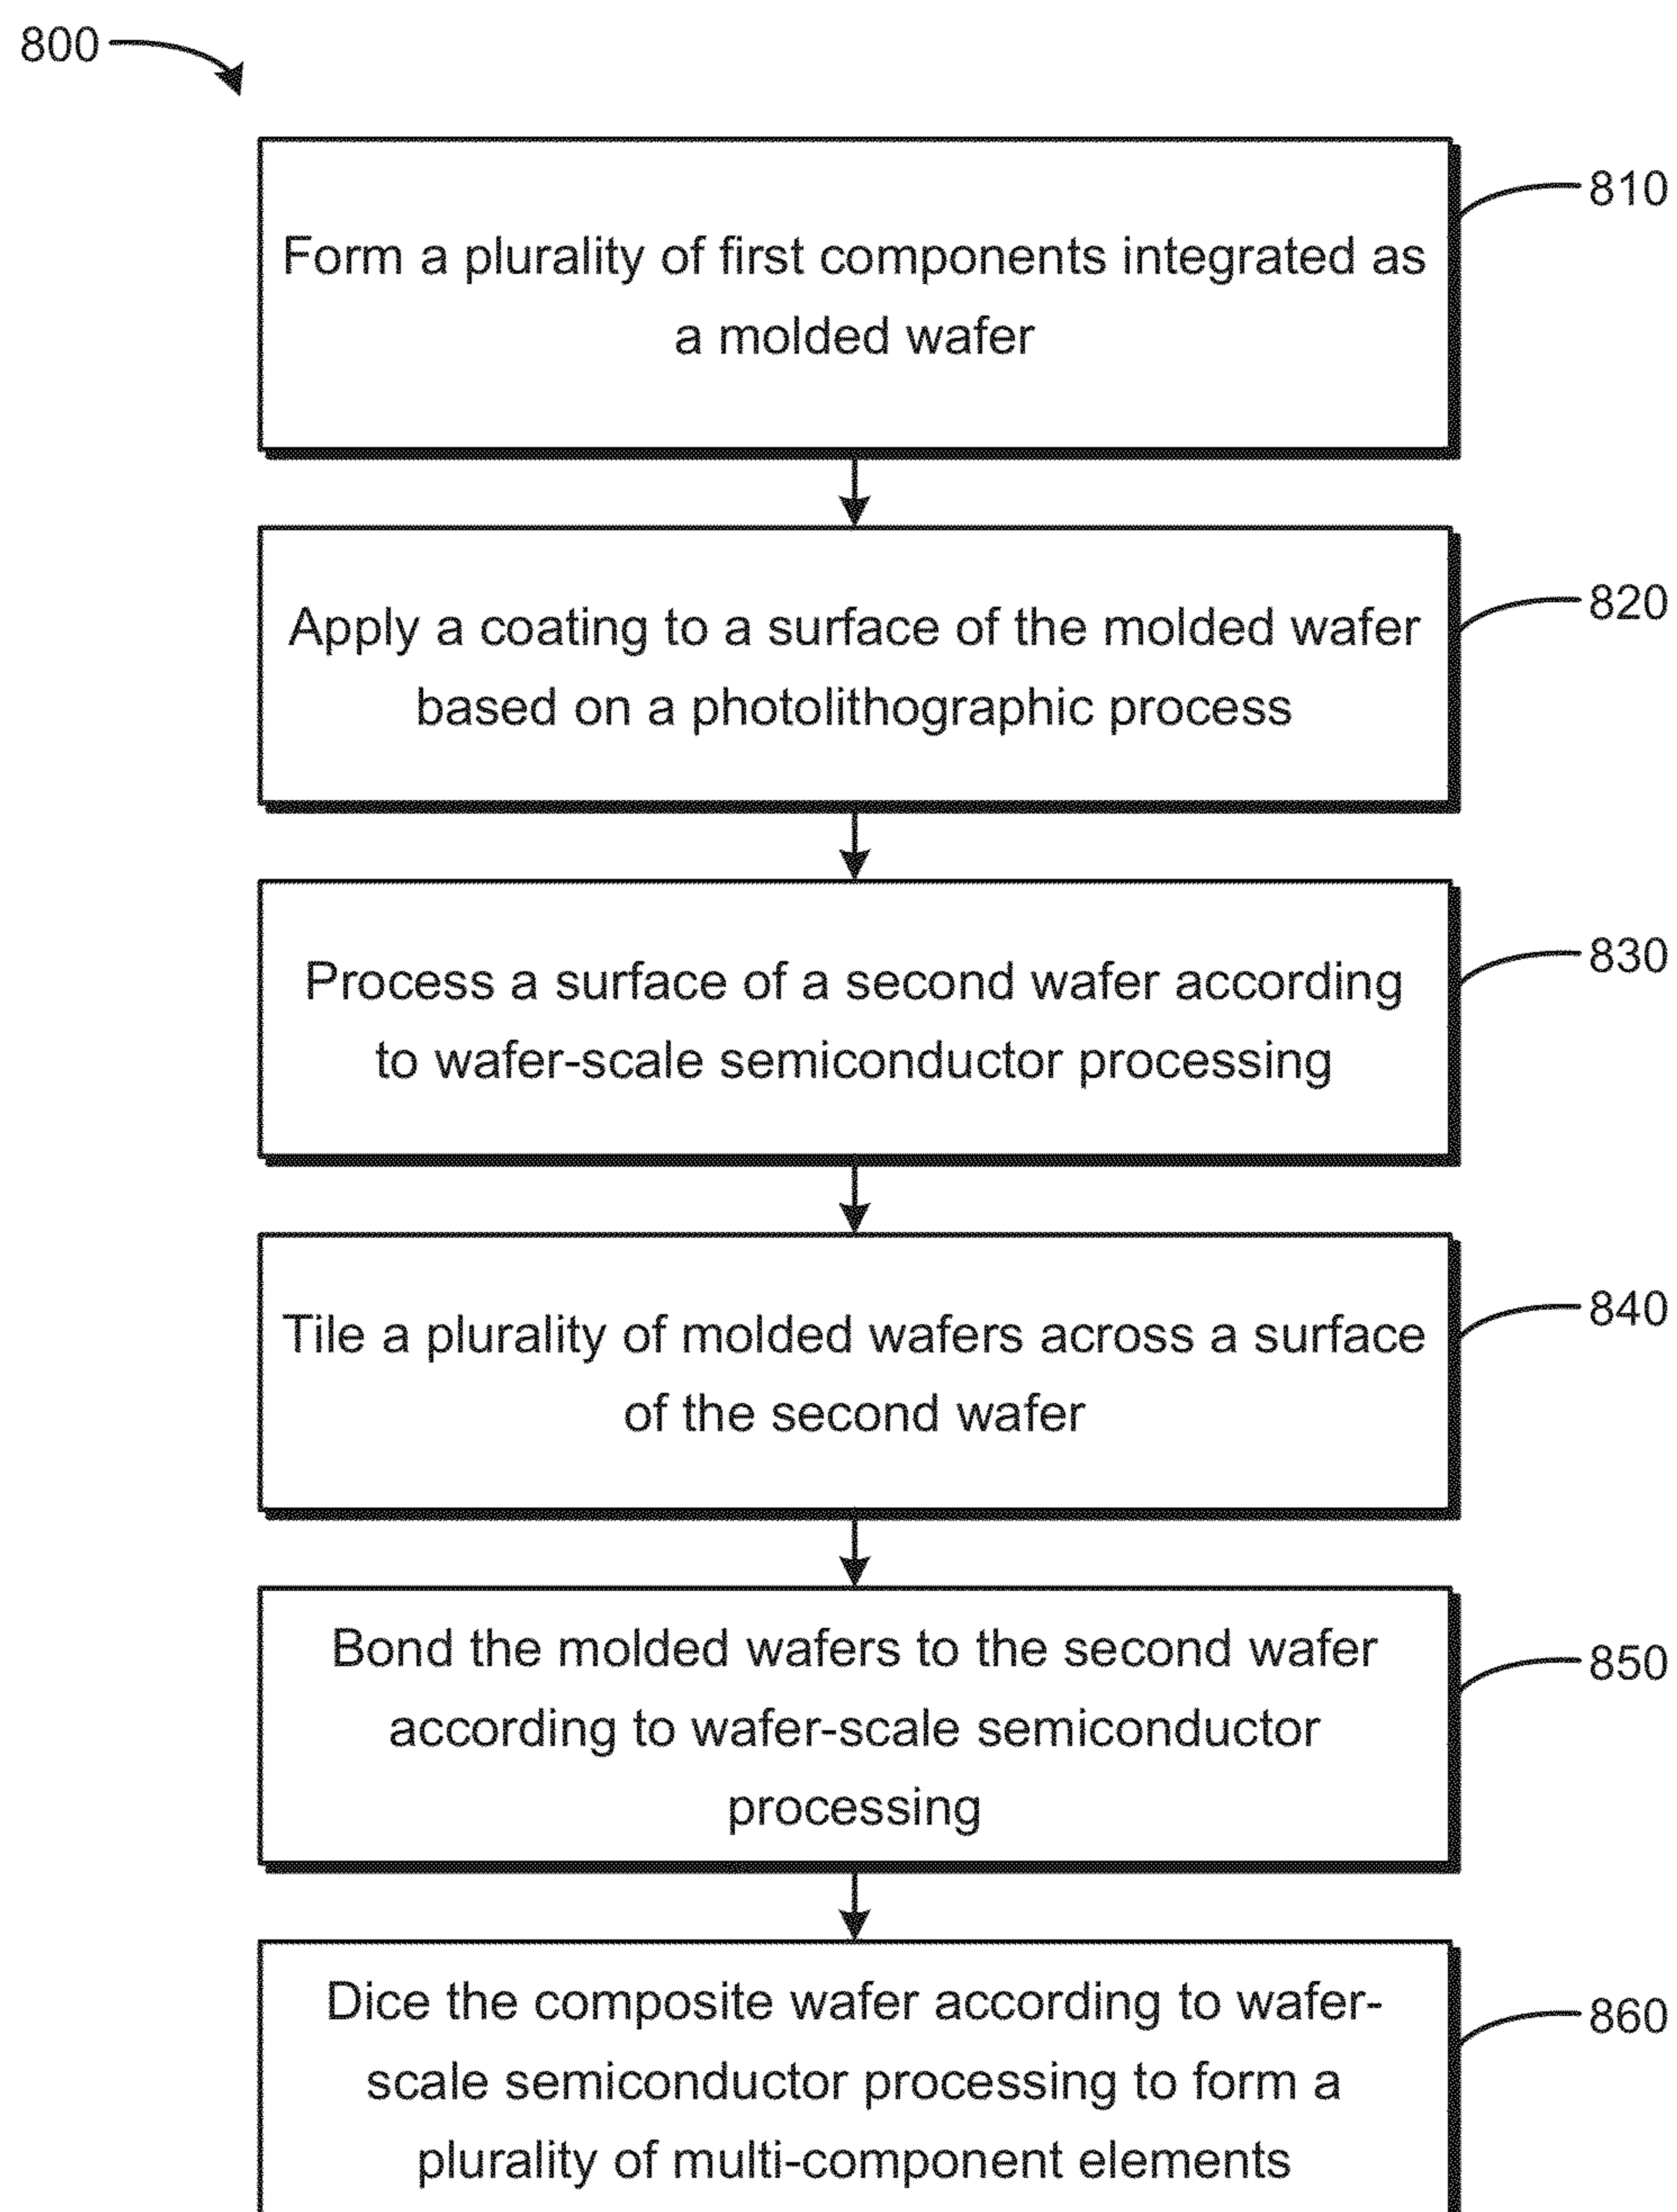 800
810
Form a plurality of first components integrated as
a molded wafer
820
Apply a coating to a surface of the molded wafer
based on a photolithographic process
830
Process a surface of a second wafer according
to wafer-scale semiconductor processing
840
Tile a plurality of molded wafers across a surface
of the second wafer
850
Bond the molded wafers to the second wafer
according to wafer-scale semiconductor
processing
860
Dice the composite wafer according to wafer-
scale semiconductor processing to form a
plurality of multi-component elements